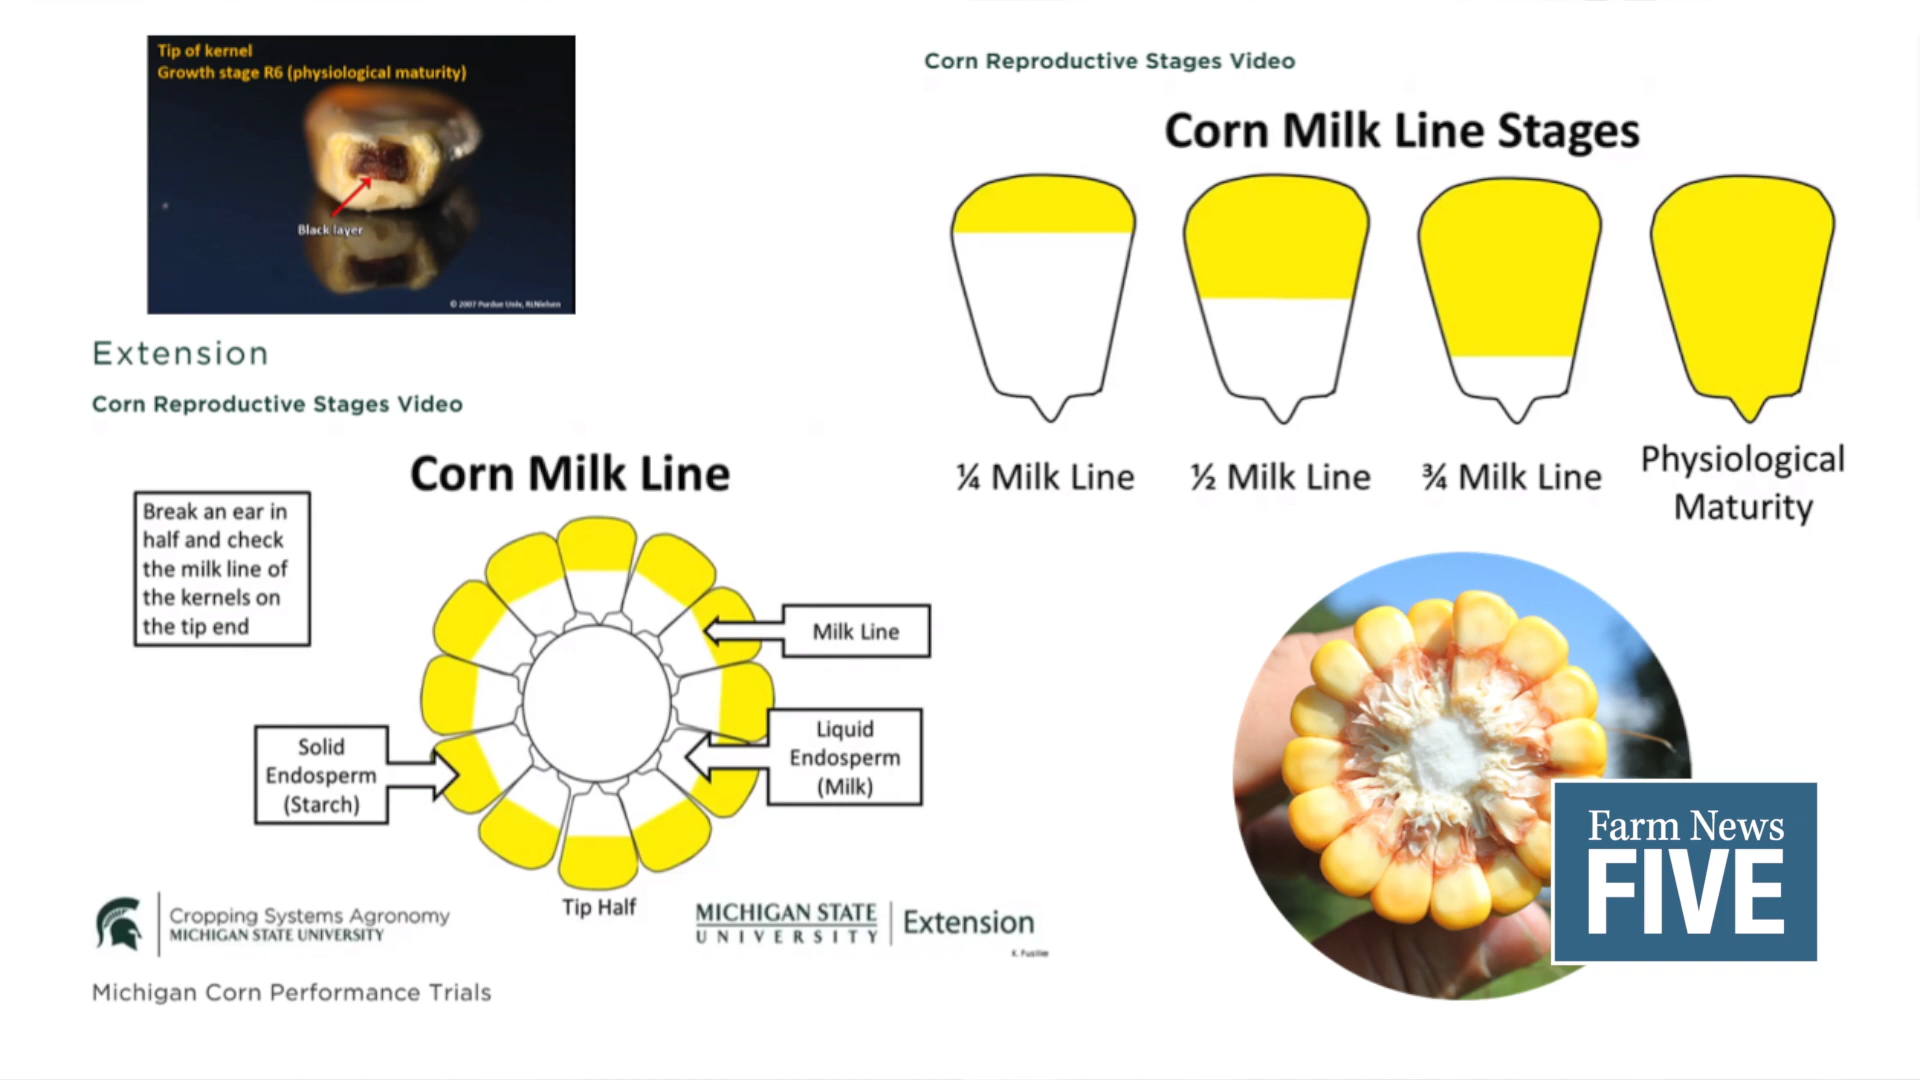 Tip of kernel
Growth stage R6 (physiological maturity)
Black layer
© 2007 Purdue Univ, RLNielsen
Extension
Corn Reproductive Stages Video
Corn Milk Line
Break an ear in
half and check
the milk line of
the kernels on
the tip end
Milk Line
Solid
Endosperm
(Starch)
Liquid
Endosperm
(Milk)
Tip Half
Cropping Systems Agronomy
MICHIGAN STATE UNIVERSITY
MICHIGAN STATE
UNIVERSITY
Extension
K. Fusilier
Michigan Corn Performance Trials
Corn Reproductive Stages Video
Corn Milk Line Stages
¼ Milk Line
½ Milk Line
¾ Milk Line
Physiological
Maturity
Farm News
FIVE